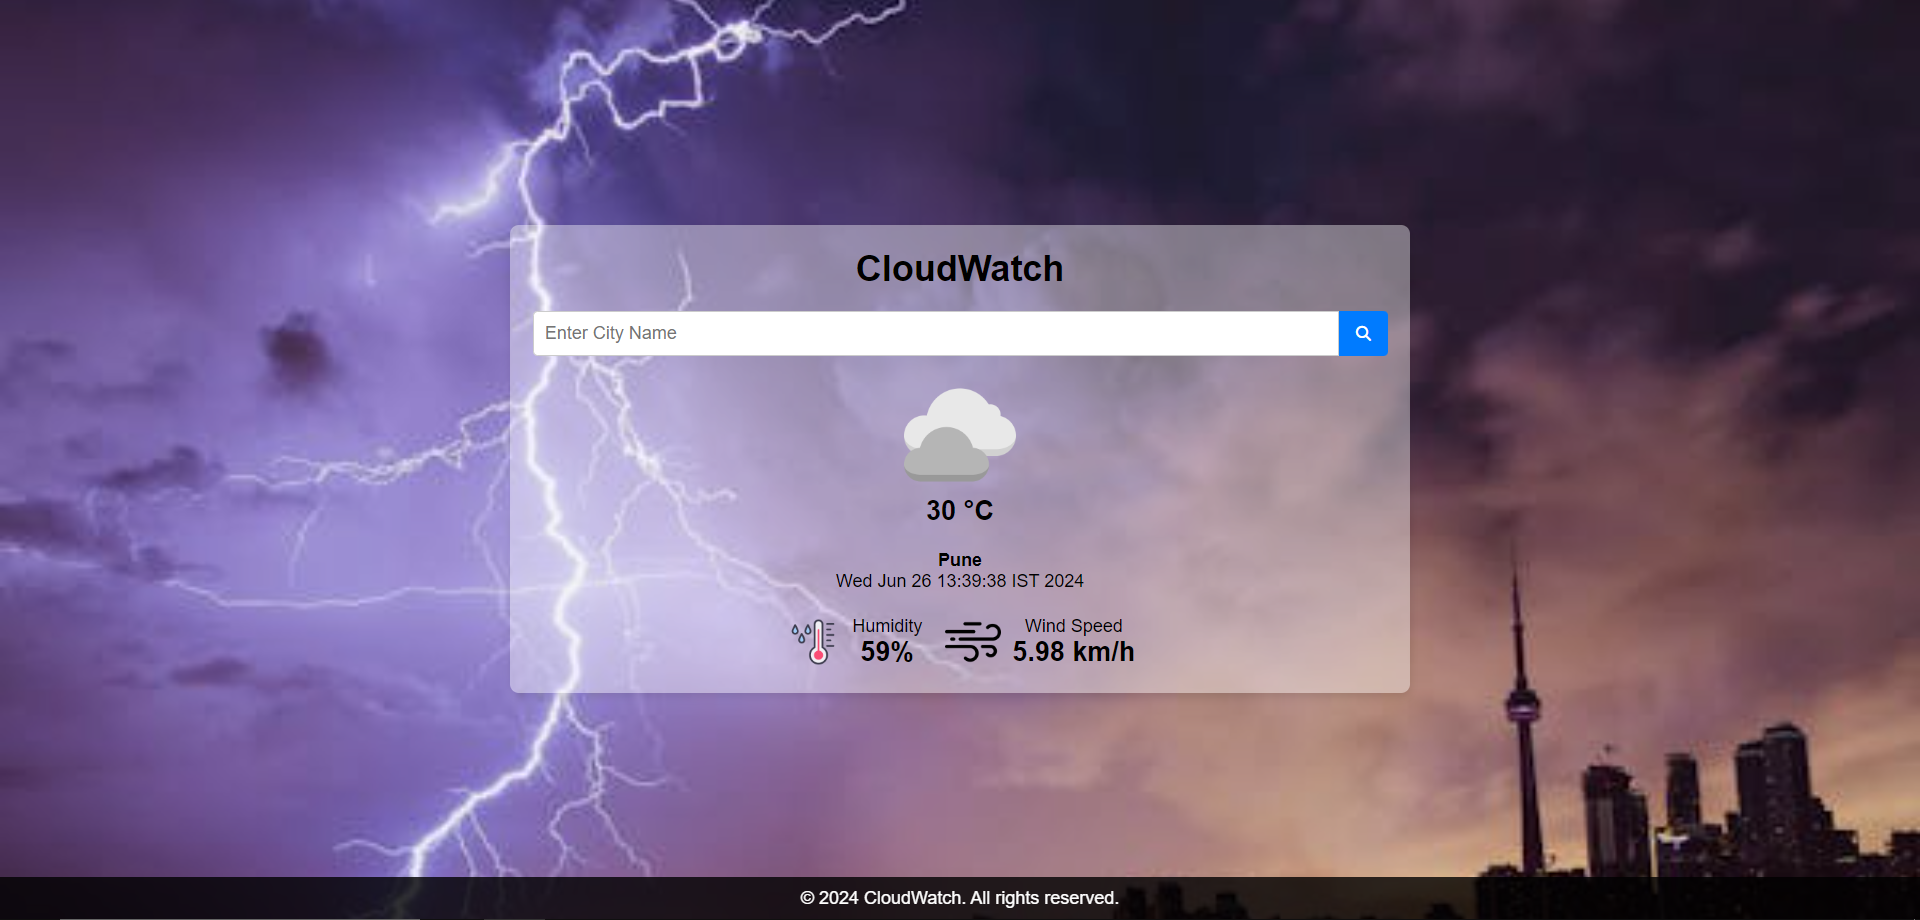 CloudWatch
Enter City Name
30 °C
Pune
Wed Jun 26 13:39:38 IST 2024
Humidity
59%
Wind Speed
5.98 km/h
© 2024 CloudWatch. All rights reserved.